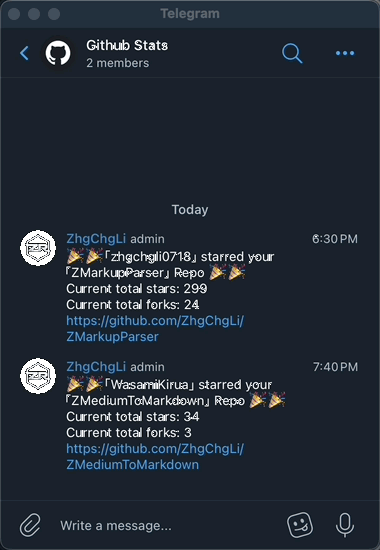 Telegram
Github Stats
2 members
Today
ZhgChgLi admin 6:30 PM
🎉🎉「zhgchgli0718」 starred your
「ZMarkupParser」 Repo 🎉🎉
Current total stars: 299
Current total forks: 24
https://github.com/ZhgChgLi/
ZMarkupParser
ZhgChgLi admin 7:40 PM
🎉🎉「WasamiKirua」 starred your
「ZMediumToMarkdown」 Repo 🎉🎉
Current total stars: 34
Current total forks: 3
https://github.com/ZhgChgLi/
ZMediumToMarkdown
Write a message...